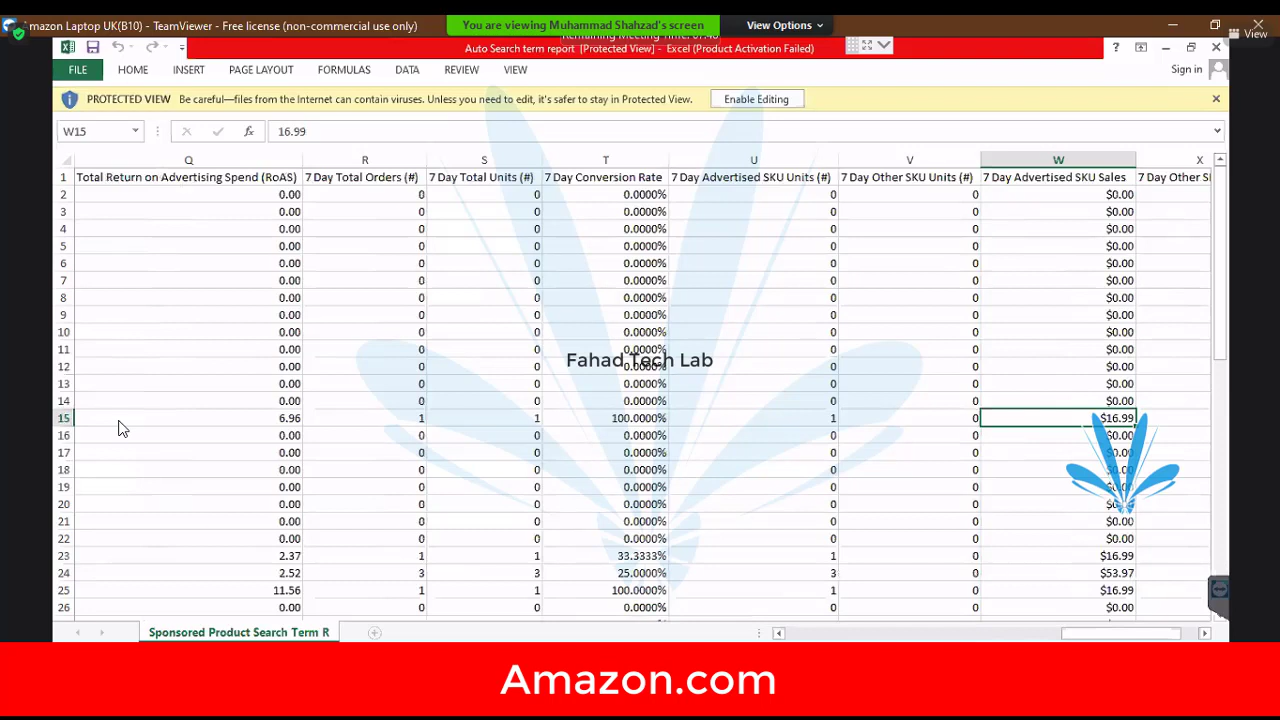 Amazon Laptop UK(B10) - TeamViewer - Free license (non-commercial use only)
You are viewing Muhammad Shahzad's screen
View Options
View
Auto Search term report [Protected View] - Excel (Product Activation Failed)
FILE HOME INSERT PAGE LAYOUT FORMULAS DATA REVIEW VIEW
Sign in
PROTECTED VIEW Be careful—files from the Internet can contain viruses. Unless you need to edit, it's safer to stay in Protected View. Enable Editing
W15 fx 16.99
Q R S T U V W X
1 Total Return on Advertising Spend (RoAS) 7 Day Total Orders (#) 7 Day Total Units (#) 7 Day Conversion Rate 7 Day Advertised SKU Units (#) 7 Day Other SKU Units (#) 7 Day Advertised SKU Sales 7 Day Other
2 0.00 0 0 0.0000% 0 0 $0.00
3 0.00 0 0 0.0000% 0 0 $0.00
4 0.00 0 0 0.0000% 0 0 $0.00
5 0.00 0 0 0.0000% 0 0 $0.00
6 0.00 0 0 0.0000% 0 0 $0.00
7 0.00 0 0 0.0000% 0 0 $0.00
8 0.00 0 0 0.0000% 0 0 $0.00
9 0.00 0 0 0.0000% 0 0 $0.00
10 0.00 0 0 0.0000% 0 0 $0.00
11 0.00 0 0 0.0000% 0 0 $0.00
Fahad Tech Lab
12 0.00 0 0 0.0000% 0 0 $0.00
13 0.00 0 0 0.0000% 0 0 $0.00
14 0.00 0 0 0.0000% 0 0 $0.00
15 6.96 1 1 100.0000% 1 0 $16.99
16 0.00 0 0 0.0000% 0 0 $0.00
17 0.00 0 0 0.0000% 0 0 $0.00
18 0.00 0 0 0.0000% 0 0 $0.00
19 0.00 0 0 0.0000% 0 0
20 0.00 0 0 0.0000% 0 0
21 0.00 0 0 0.0000% 0 0 $0.00
22 0.00 0 0 0.0000% 0 0 $0.00
23 2.37 1 1 33.3333% 1 0 $16.99
24 2.52 3 3 25.0000% 3 0 $53.97
25 11.56 1 1 100.0000% 1 0 $16.99
26 0.00 0 0 0.0000% 0 0 $0.00
Sponsored Product Search Term R
Amazon.com